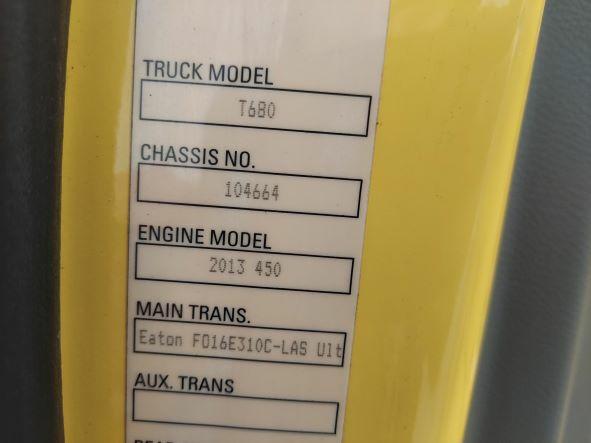 TRUCK MODEL
T680
CHASSIS NO.
104664
ENGINE MODEL
2013 450
MAIN TRANS.
Eaton FO16E310C-LAS Ult
AUX. TRANS